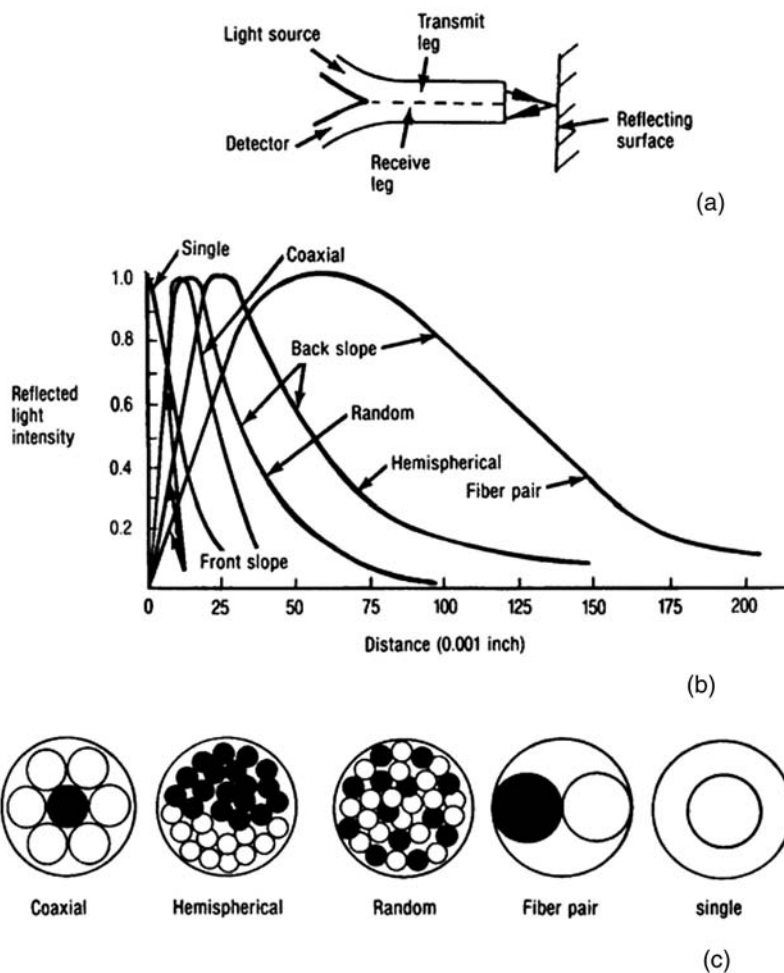 Light source
Transmit
leg
Detector
Receive
leg
Reflecting
surface
(a)
Single
Coaxial
1.0
0.8
Back slope
Reflected
light
intensity
0.6
Random
0.4
Hemispherical
Fiber pair
0.2
Front slope
0 25 50 75 100 125 150 175 200
Distance (0.001 inch)
(b)
Coaxial Hemispherical Random Fiber pair single
(c)